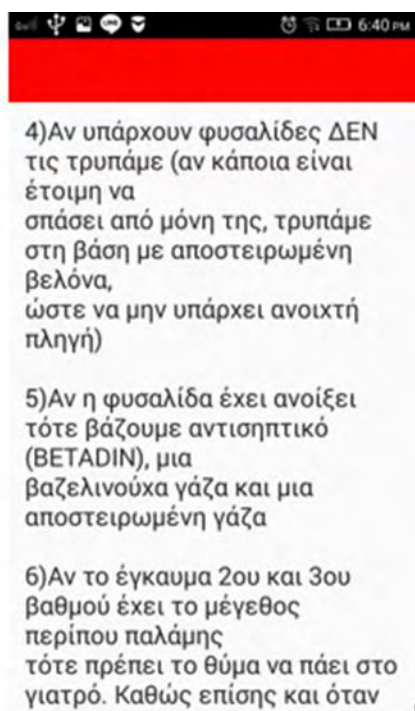 6:40 PM
4)Αν υπάρχουν φυσαλίδες ΔΕΝ
τις τρυπάμε (αν κάποια είναι
έτοιμη να
σπάσει από μόνη της, τρυπάμε
στη βάση με αποστειρωμένη
βελόνα,
ώστε να μην υπάρχει ανοιχτή
πληγή)
5)Αν η φυσαλίδα έχει ανοίξει
τότε βάζουμε αντισηπτικό
(BETADIN), μια
βαζελινούχα γάζα και μια
αποστειρωμένη γάζα
6)Αν το έγκαυμα 2ου και 3ου
βαθμού έχει το μέγεθος
περίπου παλάμης
τότε πρέπει το θύμα να πάει στο
γιατρό. Καθώς επίσης και όταν